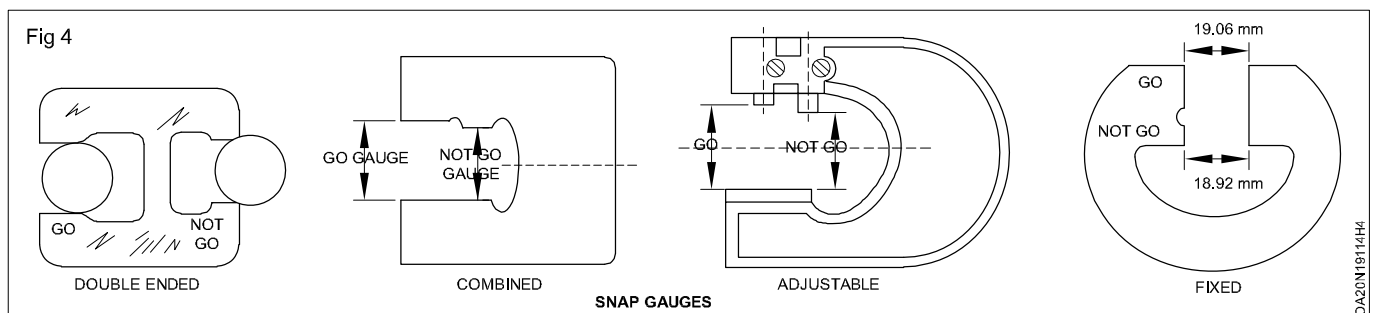 Fig 4
GO
NOT
GO
DOUBLE ENDED
GO GAUGE
NOT GO
GAUGE
COMBINED
GO
NOT GO
ADJUSTABLE
19.06 mm
GO
NOT GO
18.92 mm
FIXED
SNAP GAUGES
DA20N19114H4